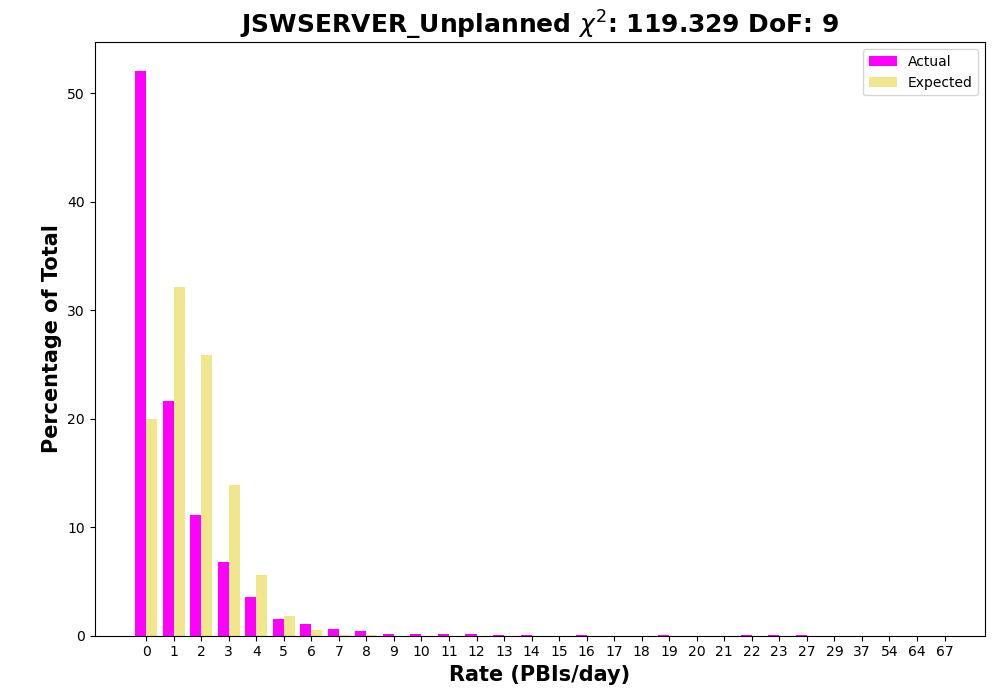 JSWSERVER_Unplanned χ²: 119.329 DoF: 9
Actual
Expected
Percentage of Total
50
40
30
20
10
0
0 1 2 3 4 5 6 7 8 9 10 11 12 13 14 15 16 17 18 19 20 21 22 23 27 29 37 54 64 67
Rate (PBIs/day)